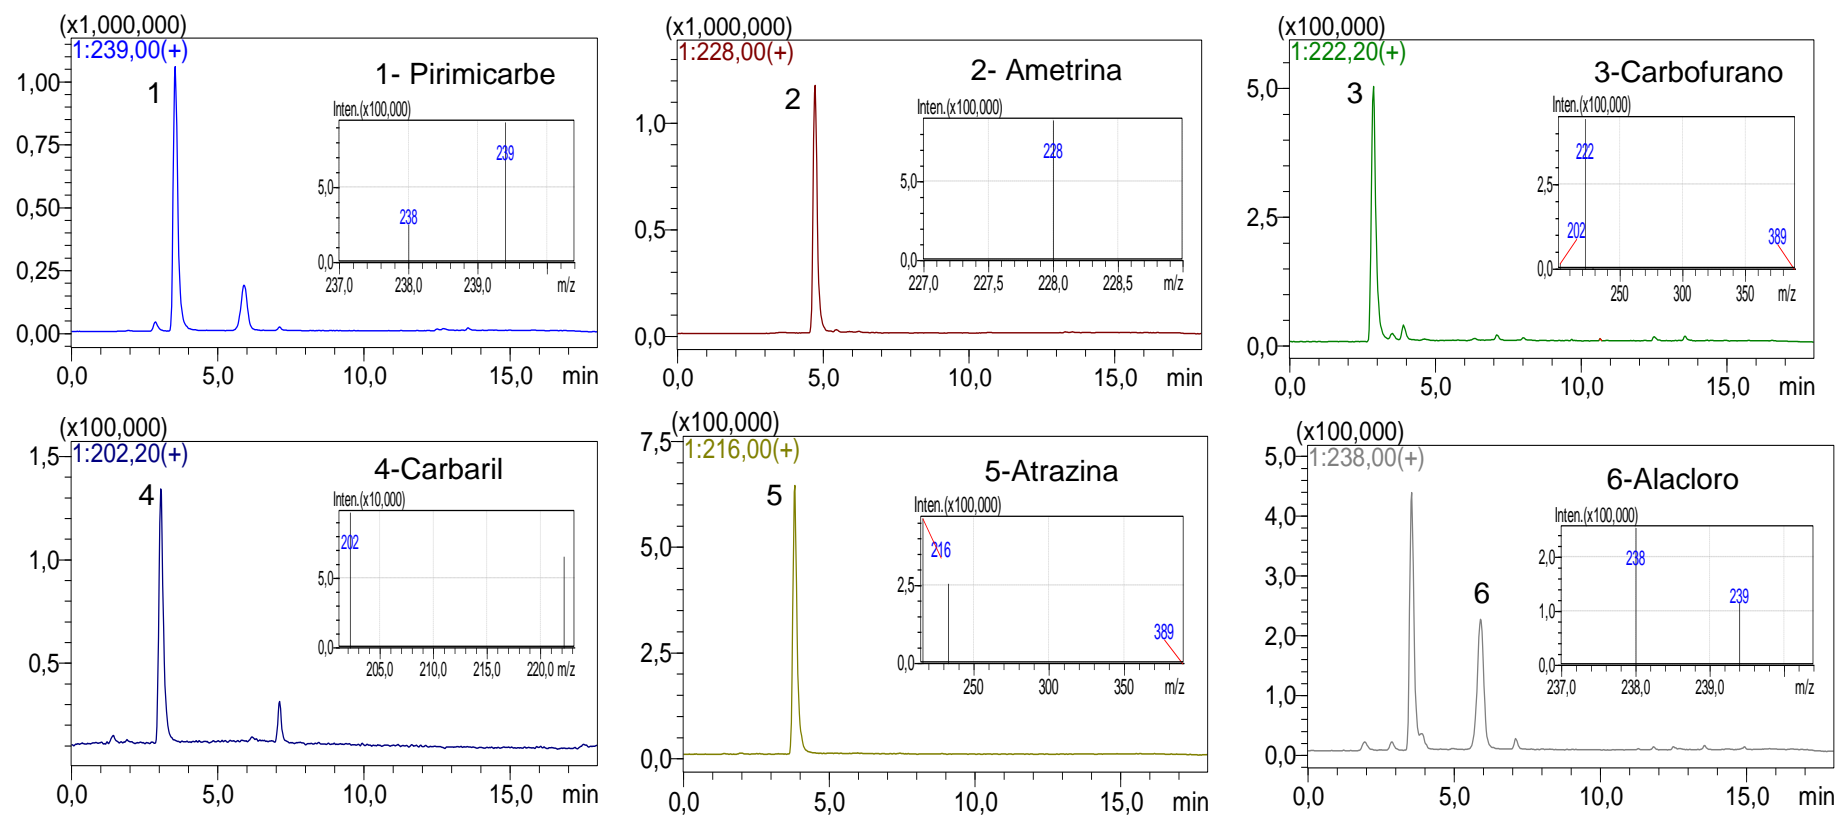 (x1,000,000)
1:239,00(+)
1- Pirimicarbe
1
1,00
0,75
0,50
0,25
0,00
0,0 5,0 10,0 15,0 min
Inten.(x100,000)
239
238
5,0
0,0
237,0 238,0 239,0 m/z
(x1,000,000)
1:228,00(+)
2- Ametrina
2
1,0
0,5
0,0
0,0 5,0 10,0 15,0 min
Inten.(x100,000)
228
5,0
0,0
227,0 227,5 228,0 228,5 m/z
(x100,000)
1:222,20(+)
3-Carbofurano
3
5,0
2,5
0,0
0,0 5,0 10,0 15,0 min
Inten.(x100,000)
222
2,5
202
389
0,0
250 300 350 m/z
(x100,000)
1:202,20(+)
4-Carbaril
4
1,5
1,0
0,5
0,0 5,0 10,0 15,0 min
Inten.(x10,000)
202
5,0
0,0
205,0 210,0 215,0 220,0 m/z
(x100,000)
1:216,00(+)
5-Atrazina
5
7,5
5,0
2,5
0,0
0,0 5,0 10,0 15,0 min
Inten.(x100,000)
216
2,5
389
0,0
250 300 350 m/z
(x100,000)
1:238,00(+)
6-Alacloro
6
5,0
4,0
3,0
2,0
1,0
0,0
0,0 5,0 10,0 15,0 min
Inten.(x100,000)
2,0
238
239
1,0
0,0
237,0 238,0 239,0 m/z